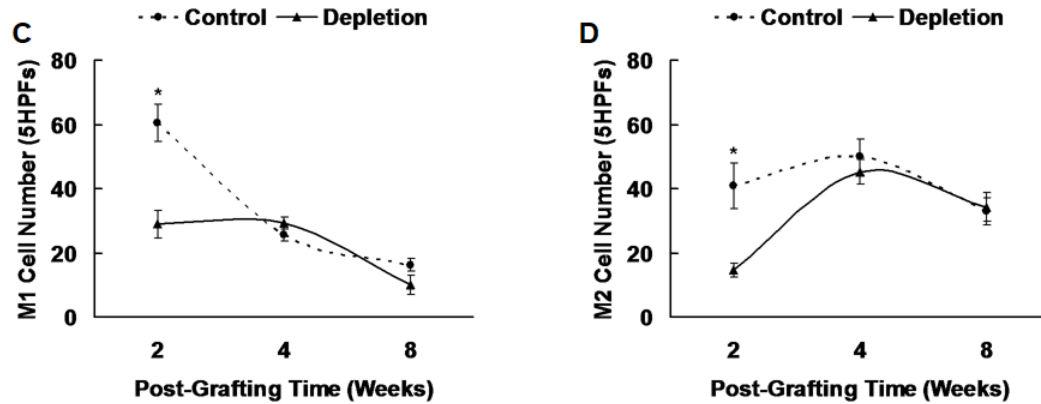 C
Control Depletion
80
60
40
20
0
M1 Cell Number (5HPFs)
*
2 4 8
Post-Grafting Time (Weeks)
D
Control Depletion
80
60
40
20
0
M2 Cell Number (5HPFs)
*
2 4 8
Post-Grafting Time (Weeks)